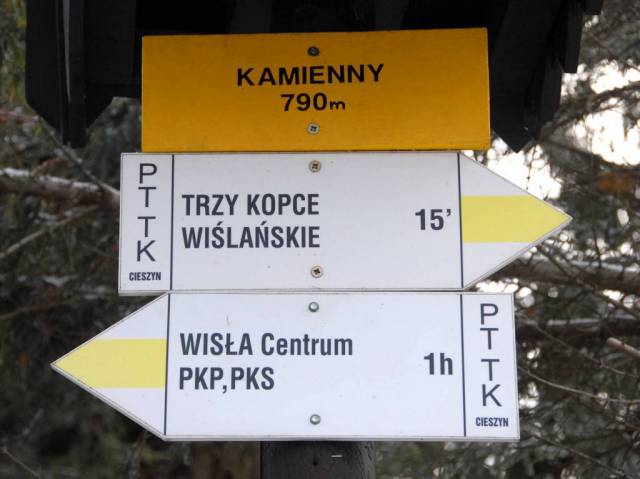 KAMIENNY
790m
PTTK
CIESZYN
TRZY KOPCE
WIŚLAŃSKIE
15'
WISŁA Centrum
PKP,PKS
1h
PTTK
CIESZYN